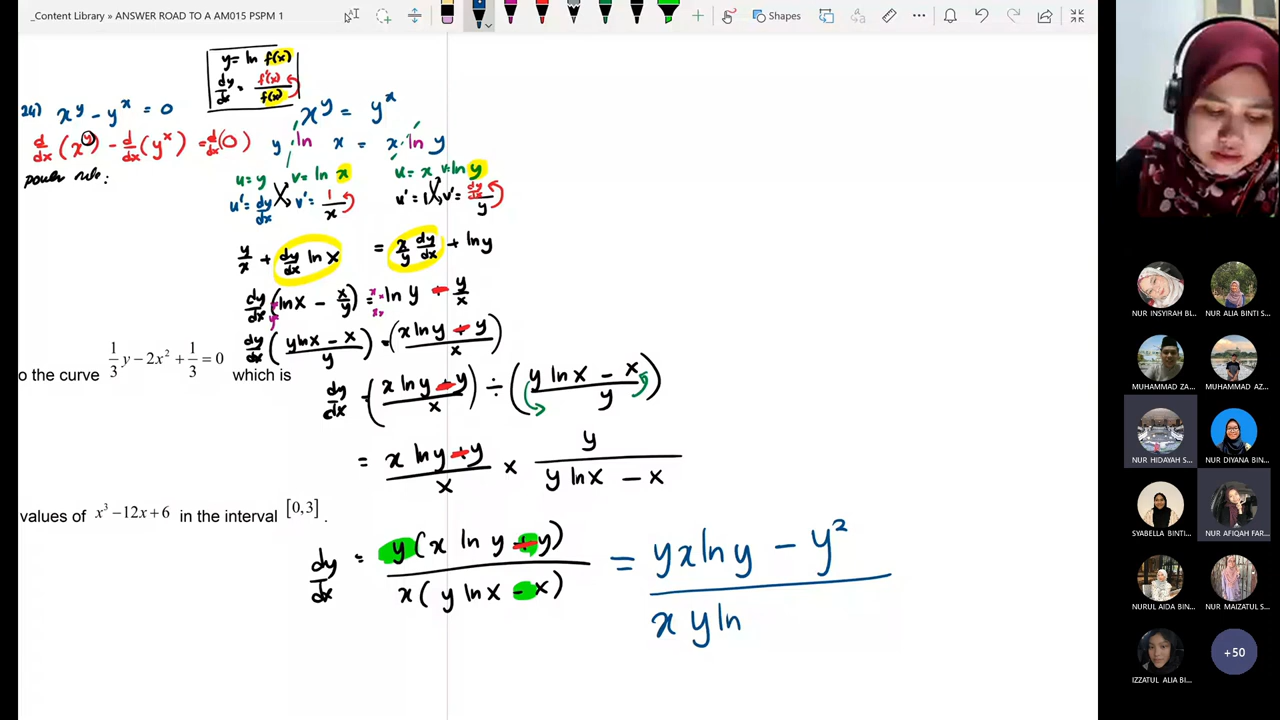 _Content Library » ANSWER ROAD TO A AM015 PSPM 1
Shapes
y = ln f(x)
dy/dx = f'(x)/f(x)
24) x^y - y^x = 0
x^y = y^x
d/dx (x^y) - d/dx (y^x) = d/dx (0)
y ln x = x ln y
power rule:
u = y v = ln x
u = x v = ln y
u' = dy/dx v' = 1/x
u' = 1 v' = dy/dx / y
y/x + dy/dx ln x = x/y dy/dx + ln y
dy/dx (ln x - x/y) = ln y - y/x
dy/dx ((y ln x - x)/y) = ((x ln y - y)/x)
o the curve 1/3 y - 2x² + 1/3 = 0 which is
dy/dx = ((x ln y - y)/x) ÷ ((y ln x - x)/y)
= (x ln y - y)/x × y/(y ln x - x)
values of x³ - 12x + 6 in the interval [0,3] .
dy/dx = y(x ln y - y)/x(y ln x - x) = yx ln y - y²
x y ln
NUR INSYIRAH BI...
NUR ALIA BINTI S...
MUHAMMAD ZA...
MUHAMMAD AZ...
NUR HIDAYAH S...
NUR DIYANA BIN...
SYABELLA BINTI...
NUR AFIQAH FAR...
NURUL AIDA BIN...
NUR MAIZATUL S...
IZZATUL ALIA BI...
+50